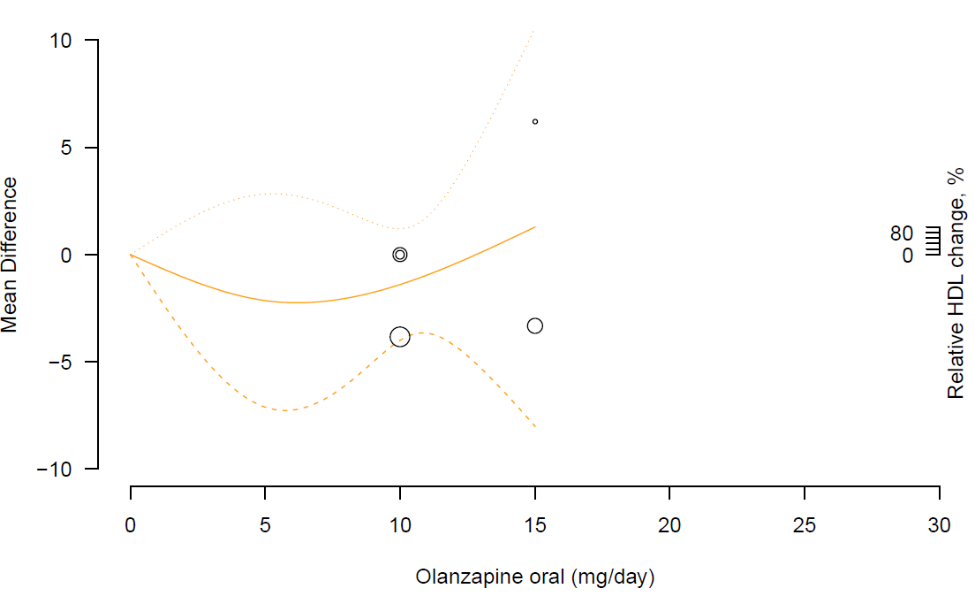 Mean Difference
10
5
0
−5
−10
0 5 10 15 20 25 30
Olanzapine oral (mg/day)
80
0
Relative HDL change, %